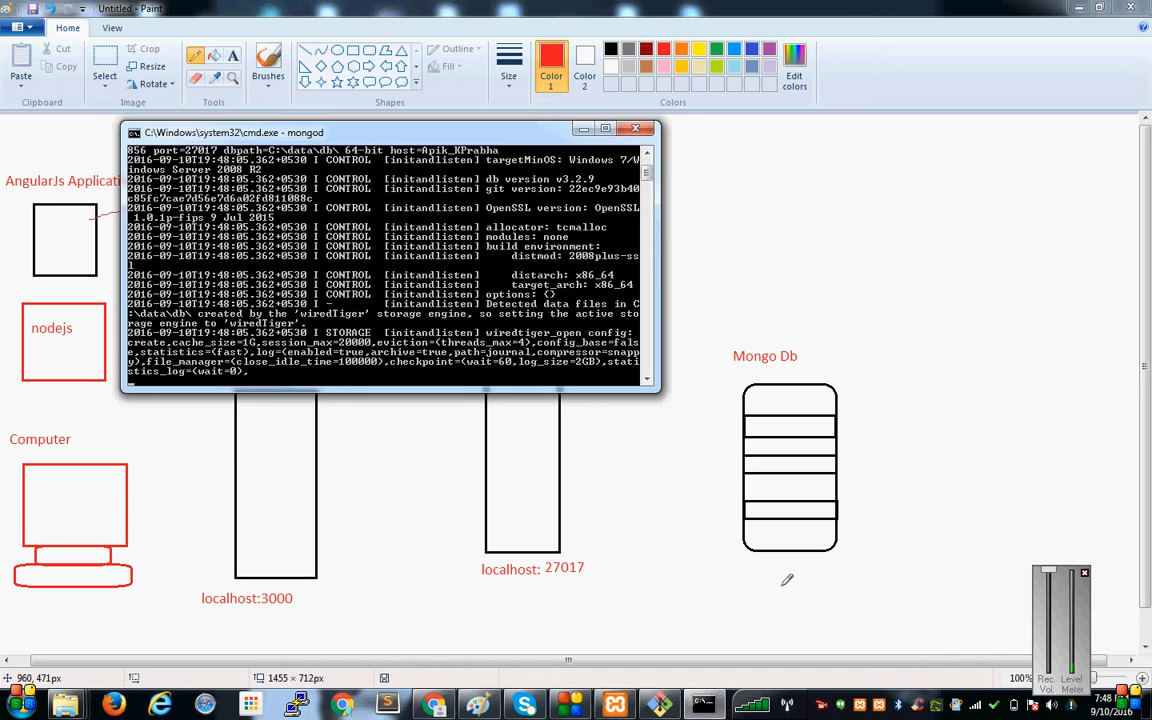 Untitled - Paint
Home
View
Paste
Cut
Copy
Clipboard
Select
Crop
Resize
Rotate
Image
Tools
Brushes
Shapes
Outline
Fill
Size
Color 1
Color 2
Edit colors
Colors
C:\Windows\system32\cmd.exe - mongod
856 port=27017 dbpath=C:\data\db\ 64-bit host=Apik_KPrabha
2016-09-10T19:48:05.362+0530 I CONTROL  [initandlisten] targetMinOS: Windows 7/W
indows Server 2008 R2
2016-09-10T19:48:05.362+0530 I CONTROL  [initandlisten] db version v3.2.9
2016-09-10T19:48:05.362+0530 I CONTROL  [initandlisten] git version: 22ec9e93b40
c85fc7cae7d56e7d6a02fd811088c
2016-09-10T19:48:05.362+0530 I CONTROL  [initandlisten] OpenSSL version: OpenSSL
1.0.1p-fips 9 Jul 2015
2016-09-10T19:48:05.362+0530 I CONTROL  [initandlisten] allocator: tcmalloc
2016-09-10T19:48:05.362+0530 I CONTROL  [initandlisten] modules: none
2016-09-10T19:48:05.362+0530 I CONTROL  [initandlisten] build environment:
2016-09-10T19:48:05.362+0530 I CONTROL  [initandlisten]     distmod: 2008plus-ss
l
2016-09-10T19:48:05.362+0530 I CONTROL  [initandlisten]     distarch: x86_64
2016-09-10T19:48:05.362+0530 I CONTROL  [initandlisten]     target_arch: x86_64
2016-09-10T19:48:05.362+0530 I CONTROL  [initandlisten] options: {}
2016-09-10T19:48:05.363+0530 I -        [initandlisten] Detected data files in C
:\data\db\ created by the 'wiredTiger' storage engine, so setting the active sto
rage engine to 'wiredTiger'.
2016-09-10T19:48:05.363+0530 I STORAGE  [initandlisten] wiredtiger_open config:
create,cache_size=1G,session_max=20000,eviction=(threads_max=4),config_base=fals
e,statistics=(fast),log=(enabled=true,archive=true,path=journal,compressor=snapp
y),file_manager=(close_idle_time=100000),checkpoint=(wait=60,log_size=2GB),stati
stics_log=(wait=0),
AngularJs Applicati
nodejs
Computer
Mongo Db
localhost:3000
localhost: 27017
Rec. Vol.
Level Meter
960, 471px
1455 × 712px
100%
7:48
9/10/2016